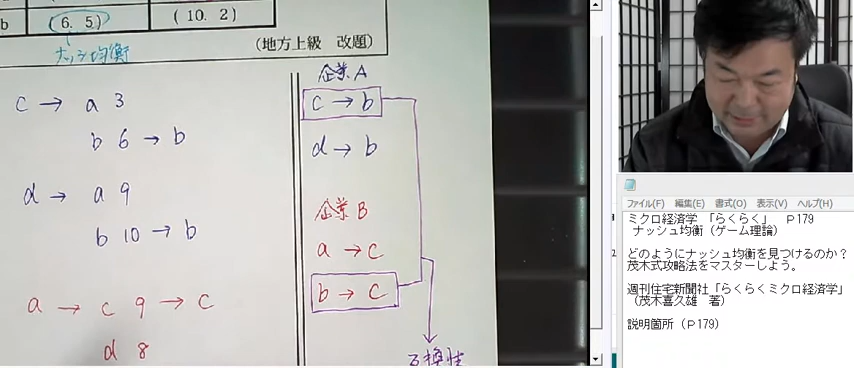 b
(6. 5)
(10. 2)
ナッシュ均衡
(地方上級 改題)
c → a 3
b 6 → b
d → a 9
b 10 → b
a → c 9 → c
d 8
企業A
c → b
d → b
企業B
a → c
b → c
互換性
ファイル(F) 編集(E) 書式(O) 表示(V) ヘルプ(H)
ミクロ経済学 「らくらく」 P179
ナッシュ均衡(ゲーム理論)
どのようにナッシュ均衡を見つけるのか?
茂木式攻略法をマスターしよう。
週刊住宅新聞社「らくらくミクロ経済学」
(茂木喜久雄 著)
説明箇所(P179)